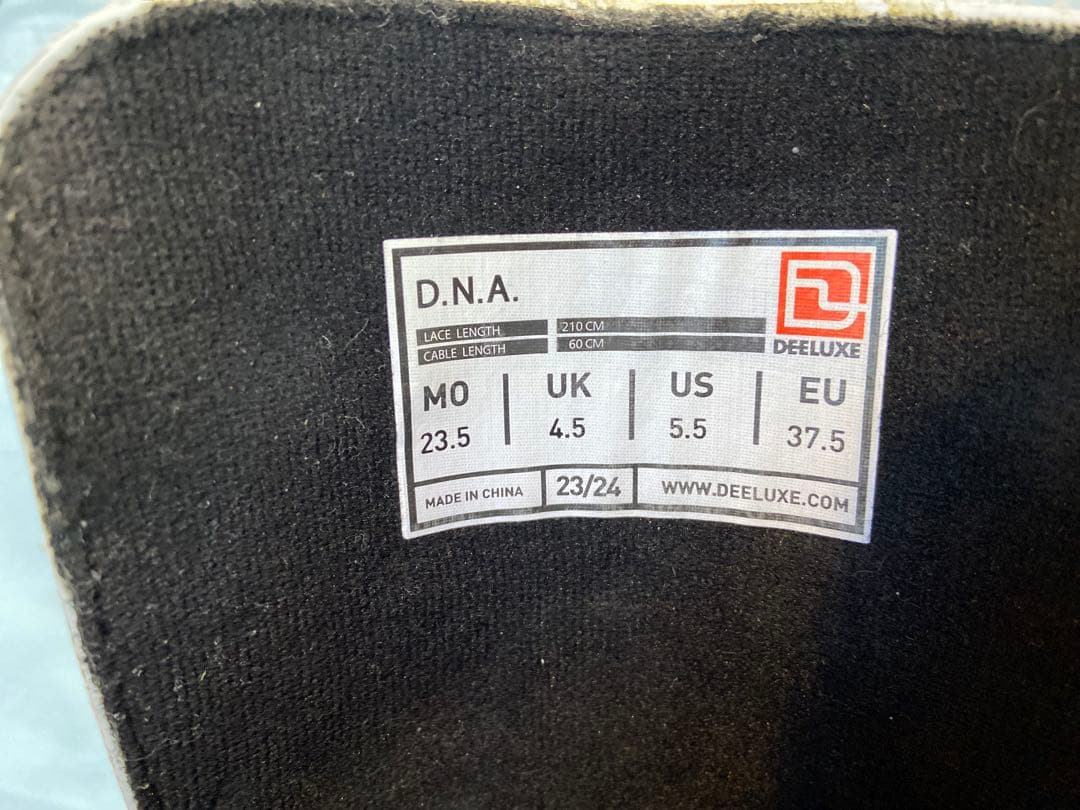 D.N.A.
LACE LENGTH 210 CM
CABLE LENGTH 60 CM
DEELUXE
MO UK US EU
23.5 4.5 5.5 37.5
MADE IN CHINA 23/24 WWW.DEELUXE.COM